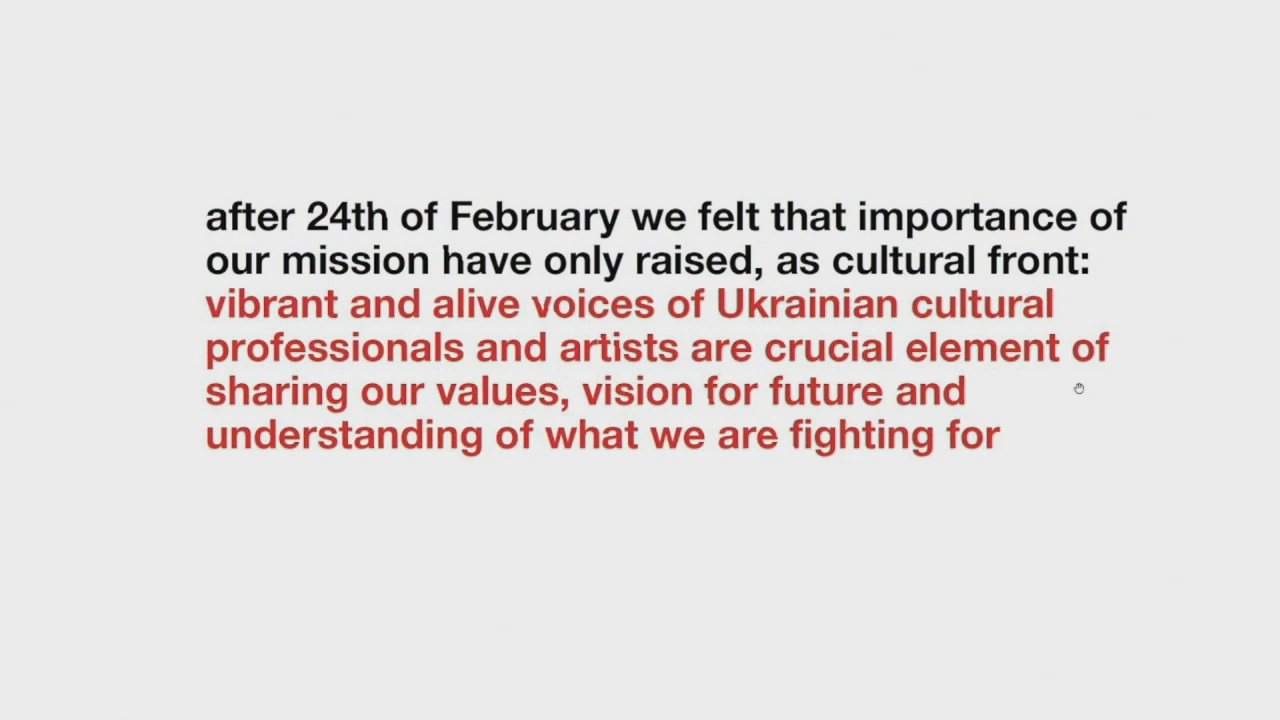 after 24th of February we felt that importance of
our mission have only raised, as cultural front:
vibrant and alive voices of Ukrainian cultural
professionals and artists are crucial element of
sharing our values, vision for future and
understanding of what we are fighting for